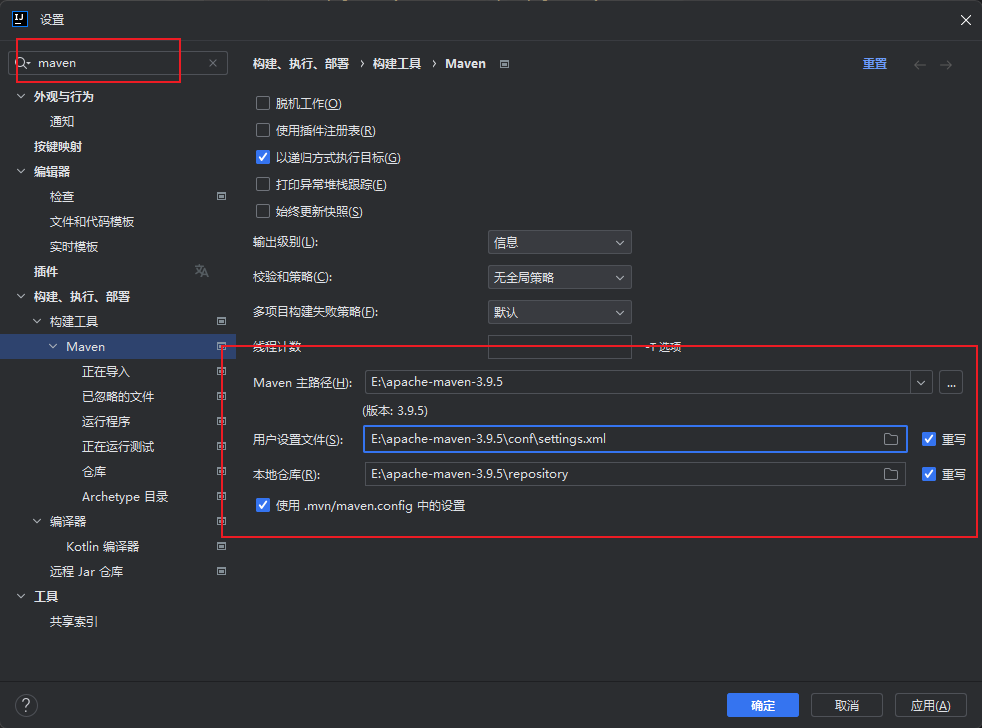 设置
maven
构建、执行、部署 › 构建工具 › Maven
重置
外观与行为
通知
按键映射
编辑器
检查
文件和代码模板
实时模板
插件
构建、执行、部署
构建工具
Maven
正在导入
已忽略的文件
运行程序
正在运行测试
仓库
Archetype 目录
编译器
Kotlin 编译器
远程 Jar 仓库
工具
共享索引
脱机工作(O)
使用插件注册表(R)
以递归方式执行目标(G)
打印异常堆栈跟踪(E)
始终更新快照(S)
输出级别(L): 信息
校验和策略(C): 无全局策略
多项目构建失败策略(F): 默认
线程计数 -T 选项
Maven 主路径(H): E:\apache-maven-3.9.5 ...
(版本: 3.9.5)
用户设置文件(S): E:\apache-maven-3.9.5\conf\settings.xml 重写
本地仓库(R): E:\apache-maven-3.9.5\repository 重写
使用 .mvn/maven.config 中的设置
? 确定 取消 应用(A)